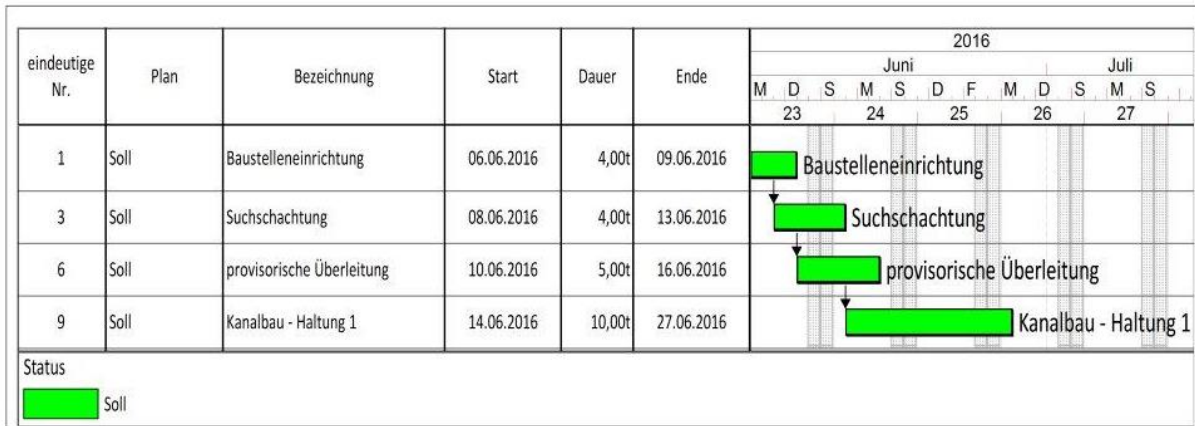 eindeutige Nr. Plan Bezeichnung Start Dauer Ende
2016
Juni Juli
M D F S M S D F M D S M S
23 24 25 26 27
1 Soll Baustelleneinrichtung 06.06.2016 4,00t 09.06.2016 Baustelleneinrichtung
3 Soll Suchschachtung 08.06.2016 4,00t 13.06.2016 Suchschachtung
6 Soll provisorische Überleitung 10.06.2016 5,00t 16.06.2016 provisorische Überleitung
9 Soll Kanalbau - Haltung 1 14.06.2016 10,00t 27.06.2016 Kanalbau - Haltung 1
Status
Soll